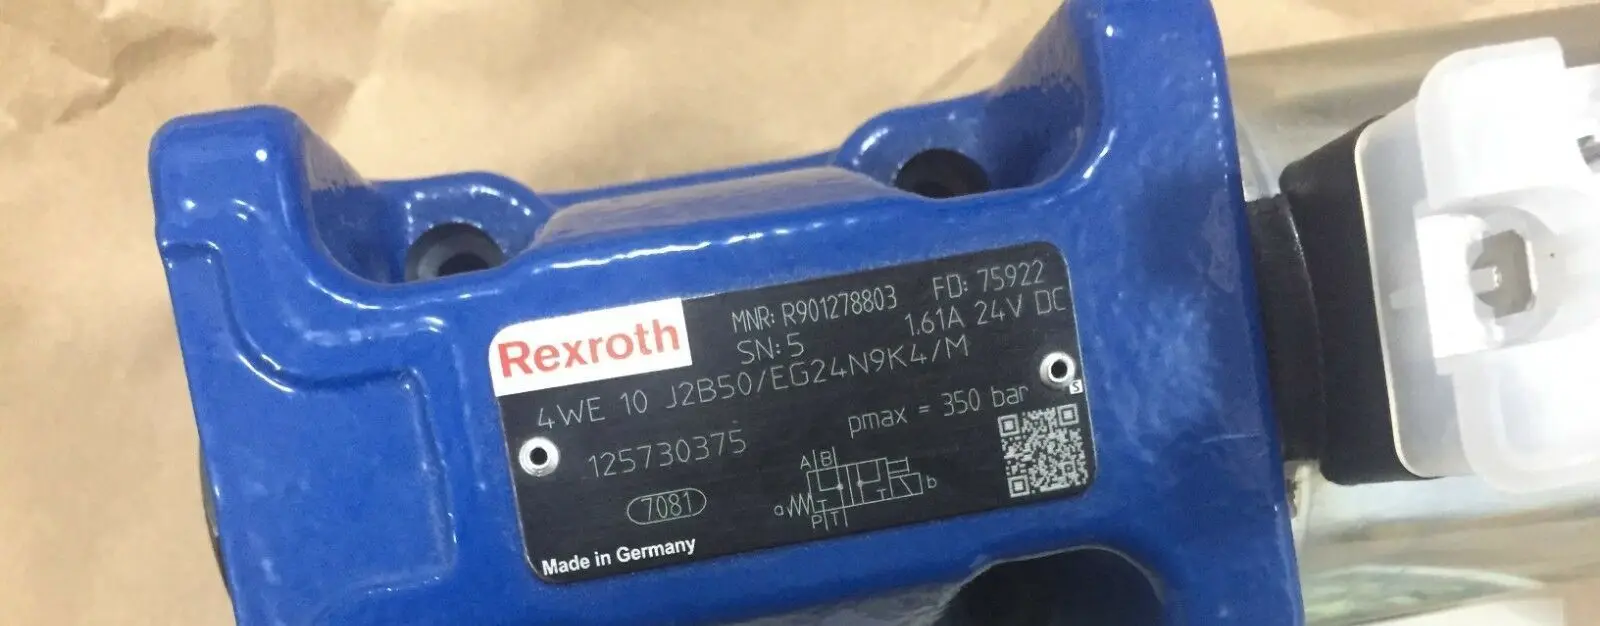 Rexroth
MNR: R901278803 FD: 75922
SN: 5 1.61A 24V DC
4WE 10 J2B50/EG24N9K4/M
125730375 pmax = 350 bar
S
7081
A B
a T T b
P T
Made in Germany